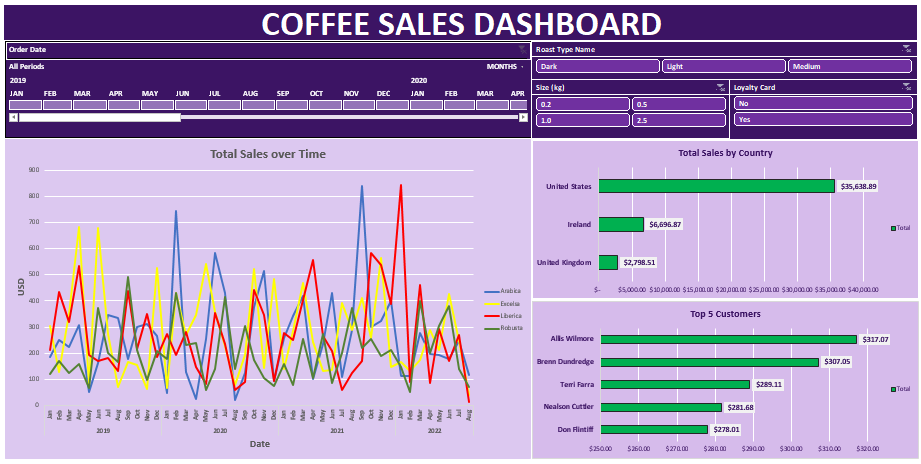 COFFEE SALES DASHBOARD
Order Date
All Periods MONTHS
2019 2020
JAN FEB MAR APR MAY JUN JUL AUG SEP OCT NOV DEC JAN FEB MAR APR
Roast Type Name
Dark Light Medium
Size (kg)
0.2 0.5
1.0 2.5
Loyalty Card
No
Yes
Total Sales over Time
900
800
700
600
500
400
300
200
100
0
USD
Jan Feb Mar Apr May Jun Jul Aug Sep Oct Nov Dec Jan Feb Mar Apr May Jun Jul Aug Sep Oct Nov Dec Jan Feb Mar Apr May Jun Jul Aug Sep Oct Nov Dec Jan Feb Mar Apr May Jun Jul Aug
2019 2020 2021 2022
Date
Arabica
Excelsa
Liberica
Robusta
Total Sales by Country
United States $35,638.89
Ireland $6,696.87
United Kingdom $2,798.51
Total
$- $5,000.00 $10,000.00 $15,000.00 $20,000.00 $25,000.00 $30,000.00 $35,000.00 $40,000.00
Top 5 Customers
Allis Wilmore $317.07
Brenn Dundredge $307.05
Terri Farra $289.11
Nealson Cuttler $281.68
Don Flintiff $278.01
Total
$250.00 $260.00 $270.00 $280.00 $290.00 $300.00 $310.00 $320.00